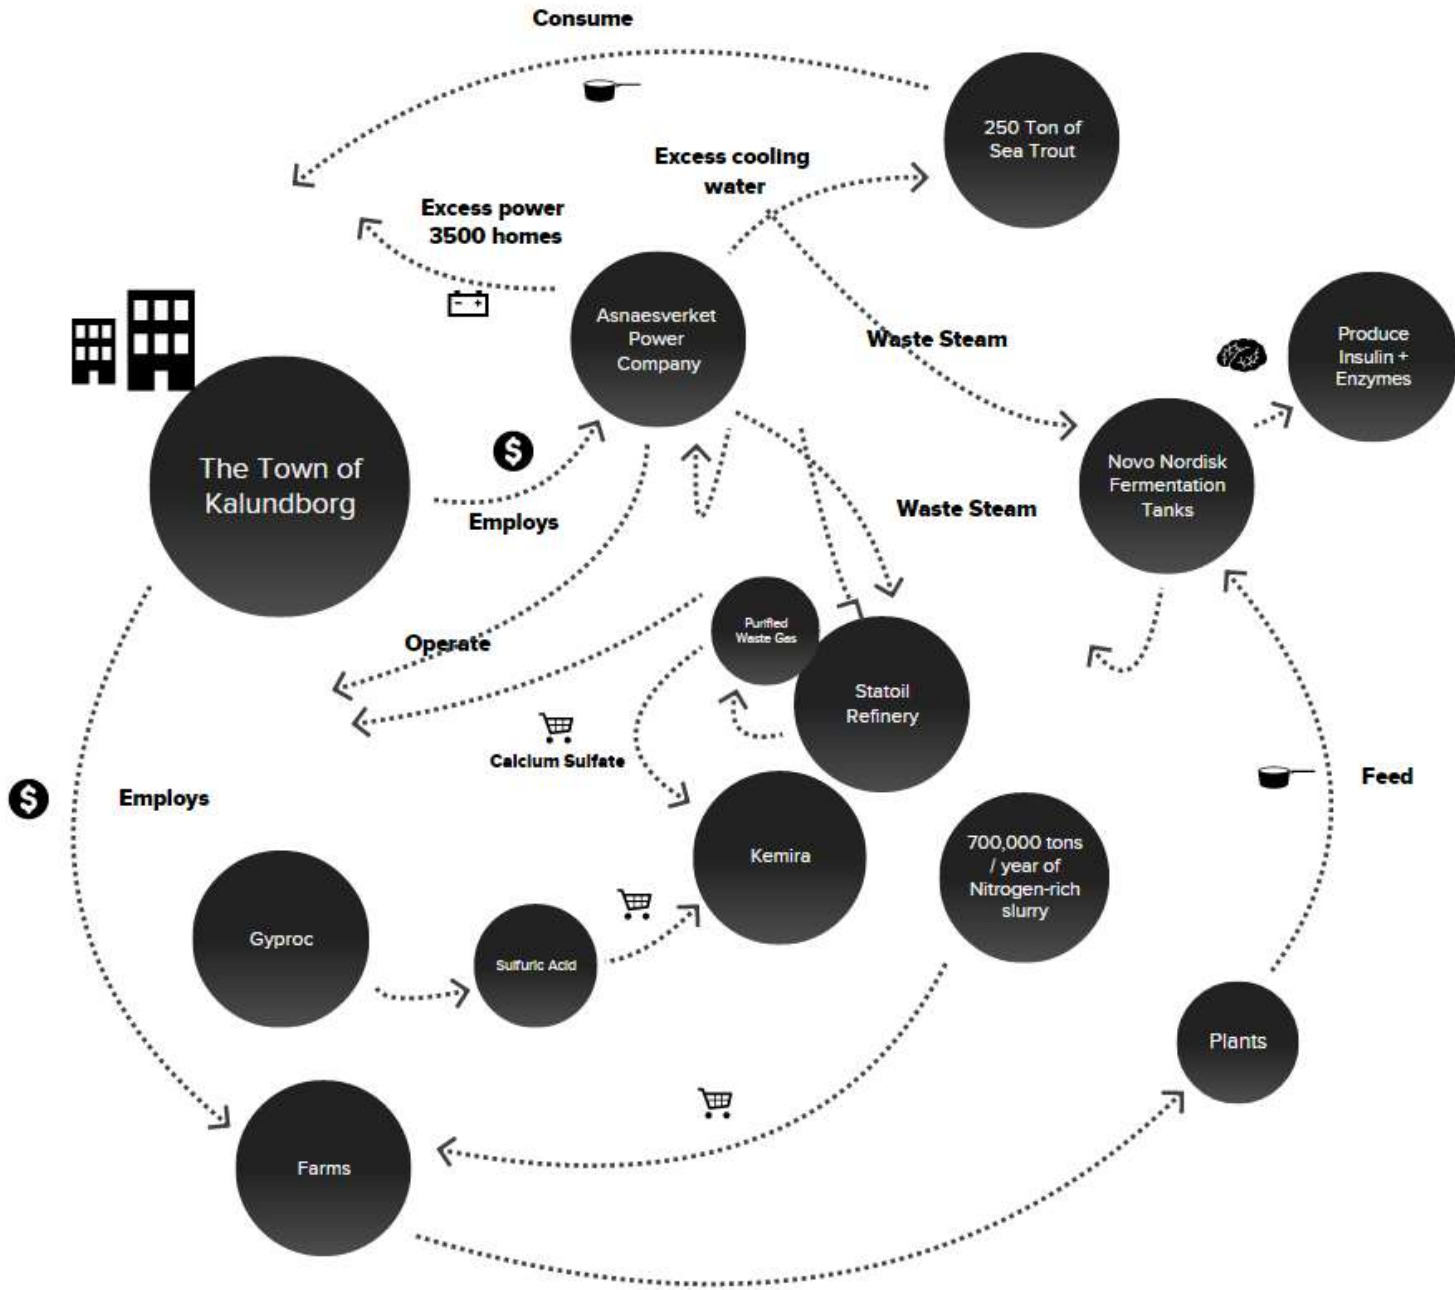 Consume
250 Ton of
Sea Trout
Excess cooling
water
Excess power
3500 homes
Asnaesverket
Power
Company
Waste Steam
Produce
Insulin +
Enzymes
The Town of
Kalundborg
$
Employs
Novo Nordisk
Fermentation
Tanks
Waste Steam
Purified
Waste Gas
Operate
Statoil
Refinery
Calcium Sulfate
$
Employs
Feed
Kemira
700,000 tons
/ year of
Nitrogen-rich
slurry
Gyproc
Sulfuric Acid
Plants
Farms